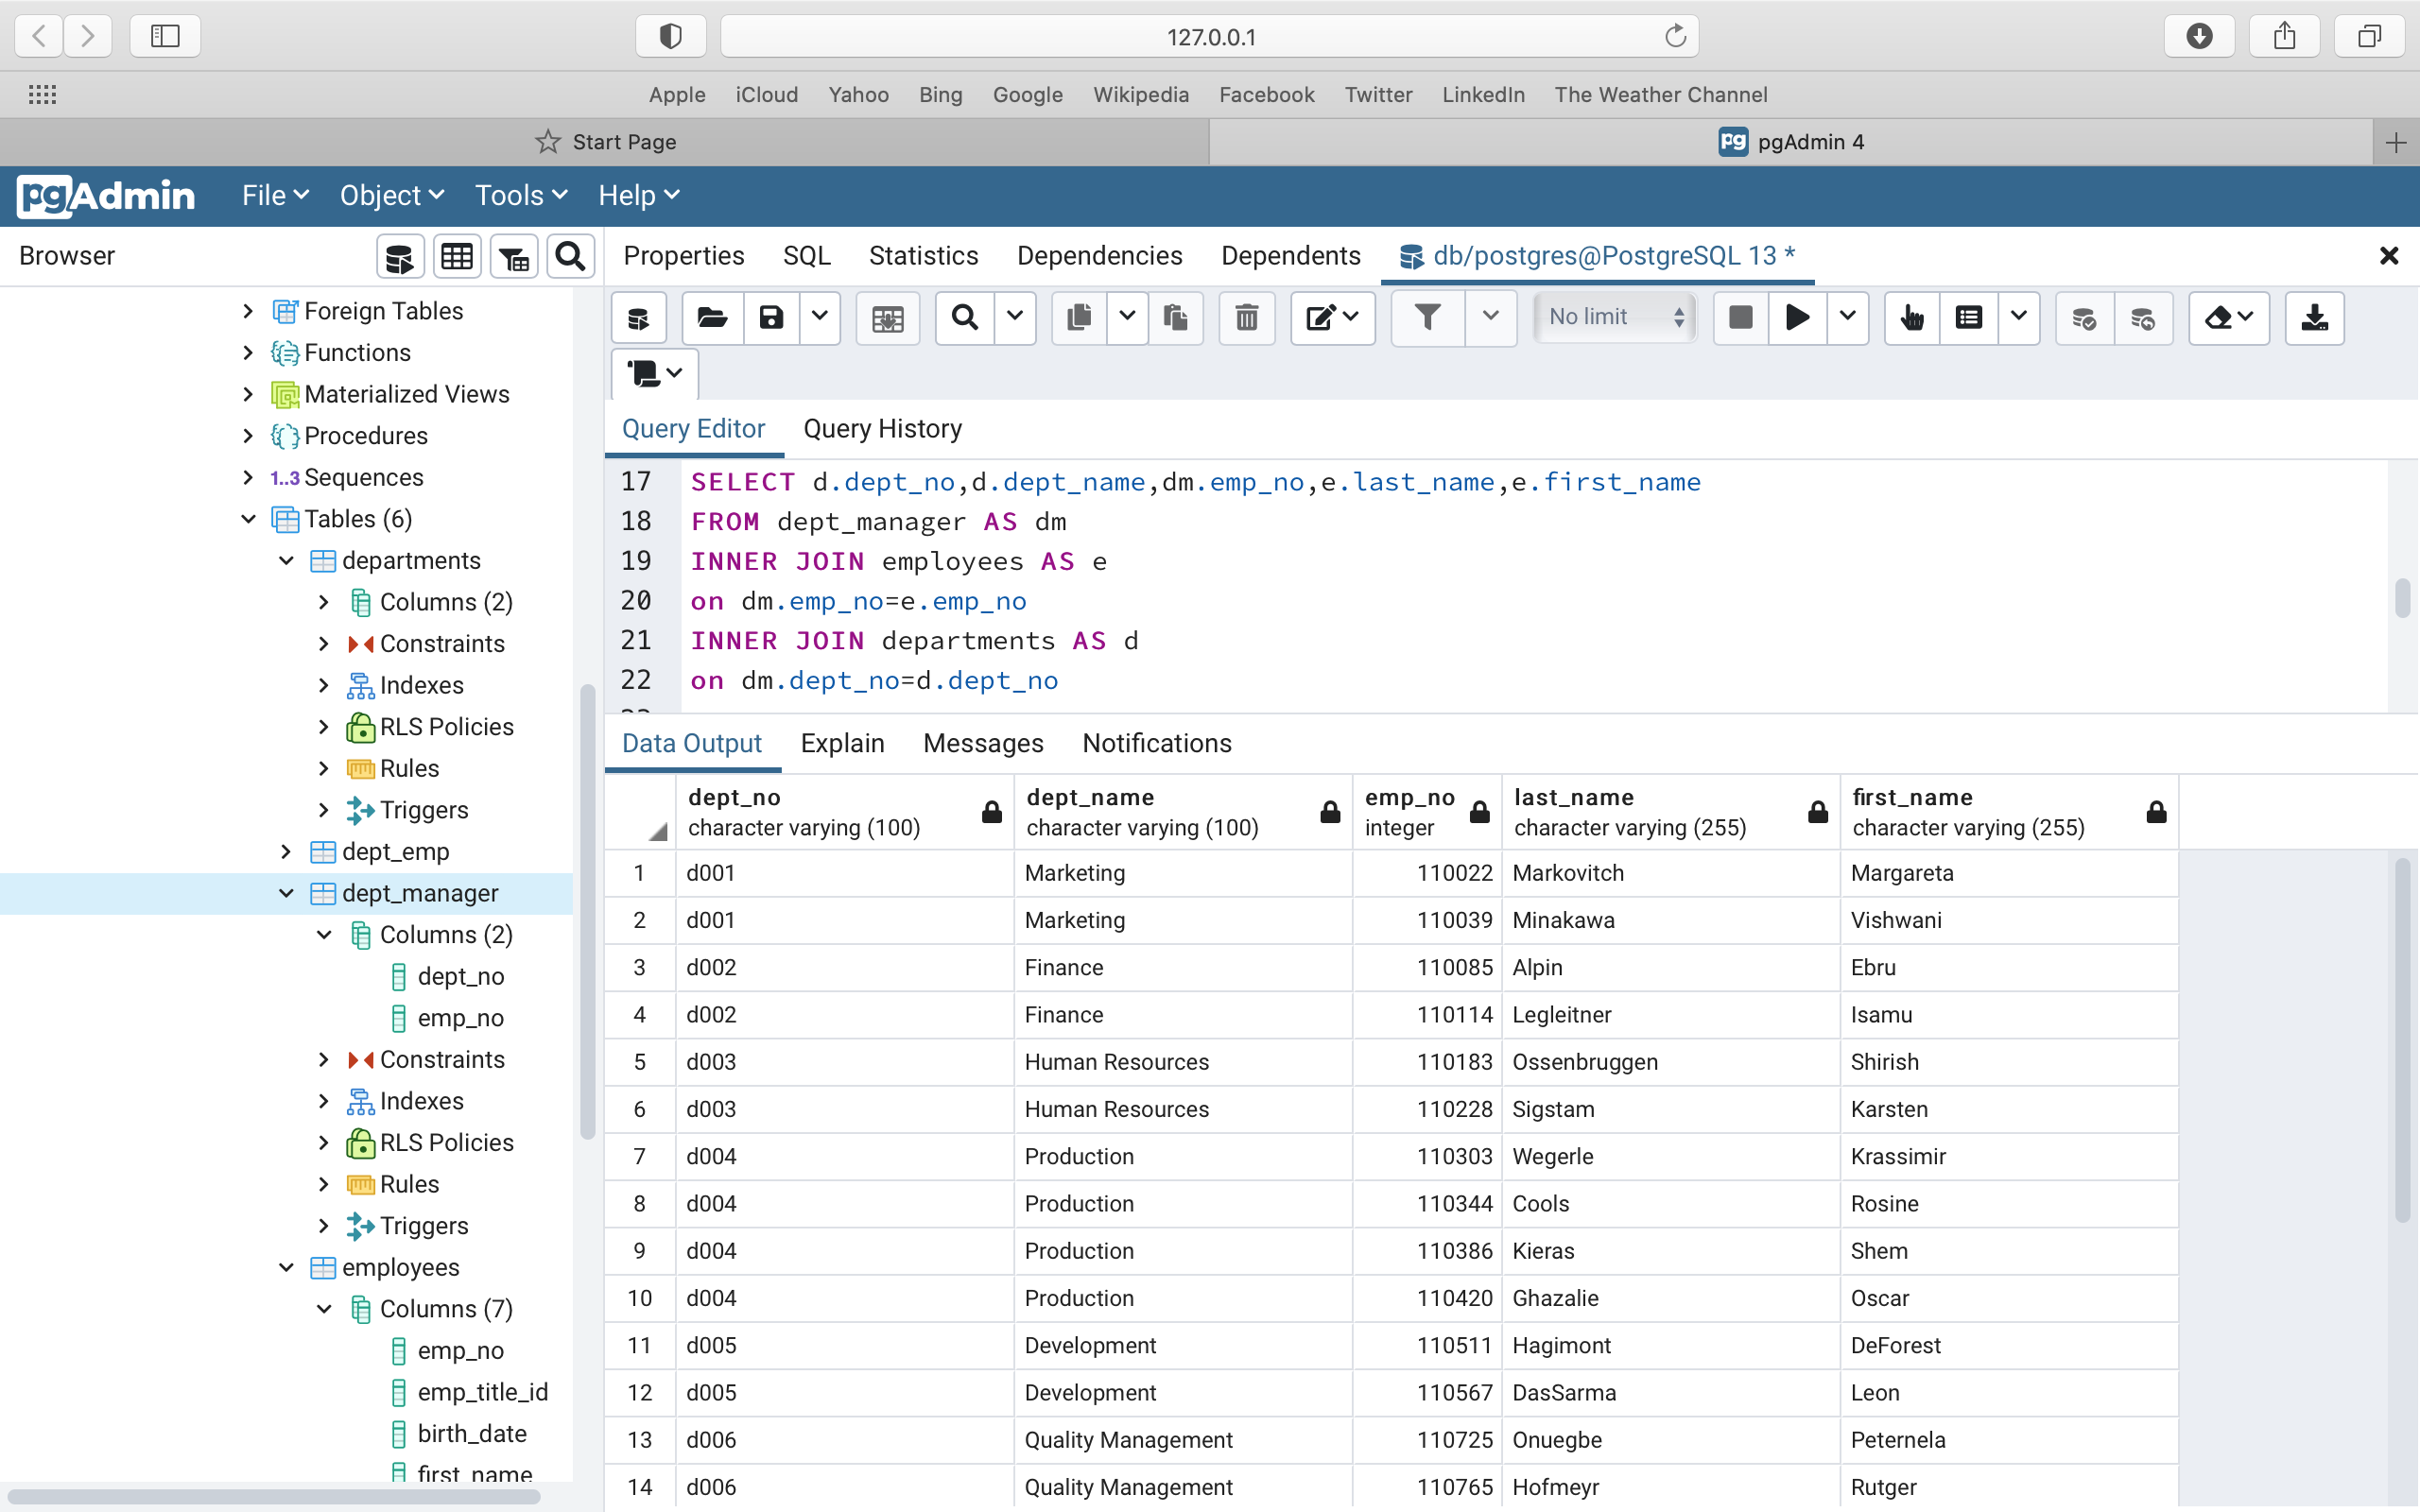 127.0.0.1
Apple iCloud Yahoo Bing Google Wikipedia Facebook Twitter LinkedIn The Weather Channel
Start Page
pg pgAdmin 4
pgAdmin File Object Tools Help
Browser
Properties SQL Statistics Dependencies Dependents db/postgres@PostgreSQL 13 *
Foreign Tables
Functions
Materialized Views
Procedures
1..3 Sequences
Tables (6)
departments
Columns (2)
Constraints
Indexes
RLS Policies
Rules
Triggers
dept_emp
dept_manager
Columns (2)
dept_no
emp_no
Constraints
Indexes
RLS Policies
Rules
Triggers
employees
Columns (7)
emp_no
emp_title_id
birth_date
first_name
No limit
Query Editor Query History
17 SELECT d.dept_no,d.dept_name,dm.emp_no,e.last_name,e.first_name
18 FROM dept_manager AS dm
19 INNER JOIN employees AS e
20 on dm.emp_no=e.emp_no
21 INNER JOIN departments AS d
22 on dm.dept_no=d.dept_no
Data Output Explain Messages Notifications
dept_no dept_name emp_no last_name first_name
character varying (100) character varying (100) integer character varying (255) character varying (255)
1 d001 Marketing 110022 Markovitch Margareta
2 d001 Marketing 110039 Minakawa Vishwani
3 d002 Finance 110085 Alpin Ebru
4 d002 Finance 110114 Legleitner Isamu
5 d003 Human Resources 110183 Ossenbruggen Shirish
6 d003 Human Resources 110228 Sigstam Karsten
7 d004 Production 110303 Wegerle Krassimir
8 d004 Production 110344 Cools Rosine
9 d004 Production 110386 Kieras Shem
10 d004 Production 110420 Ghazalie Oscar
11 d005 Development 110511 Hagimont DeForest
12 d005 Development 110567 DasSarma Leon
13 d006 Quality Management 110725 Onuegbe Peternela
14 d006 Quality Management 110765 Hofmeyr Rutger